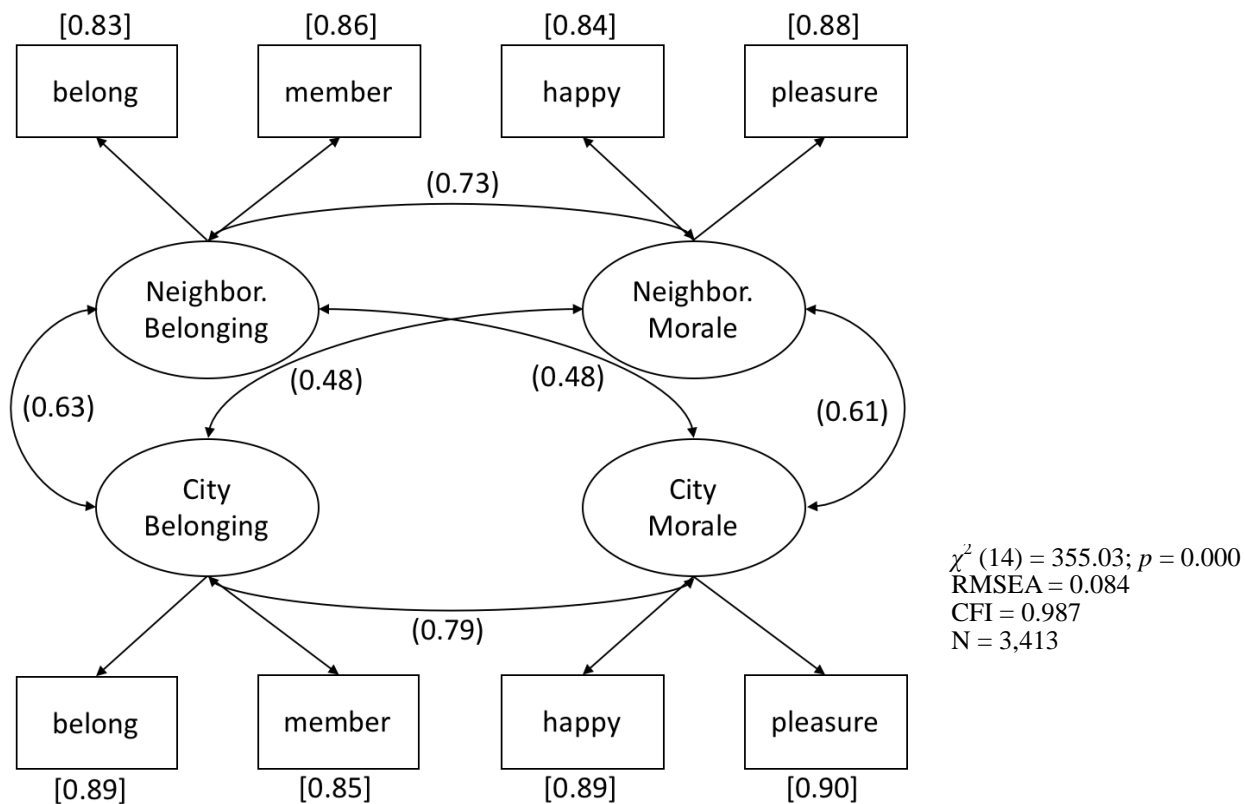 [0.83] [0.86] [0.84] [0.88]
belong member happy pleasure
(0.73)
Neighbor.
Belonging
Neighbor.
Morale
(0.48) (0.48)
(0.63) (0.61)
City
Belonging
City
Morale
χ² (14) = 355.03; p = 0.000
RMSEA = 0.084
CFI = 0.987
N = 3,413
(0.79)
belong member happy pleasure
[0.89] [0.85] [0.89] [0.90]